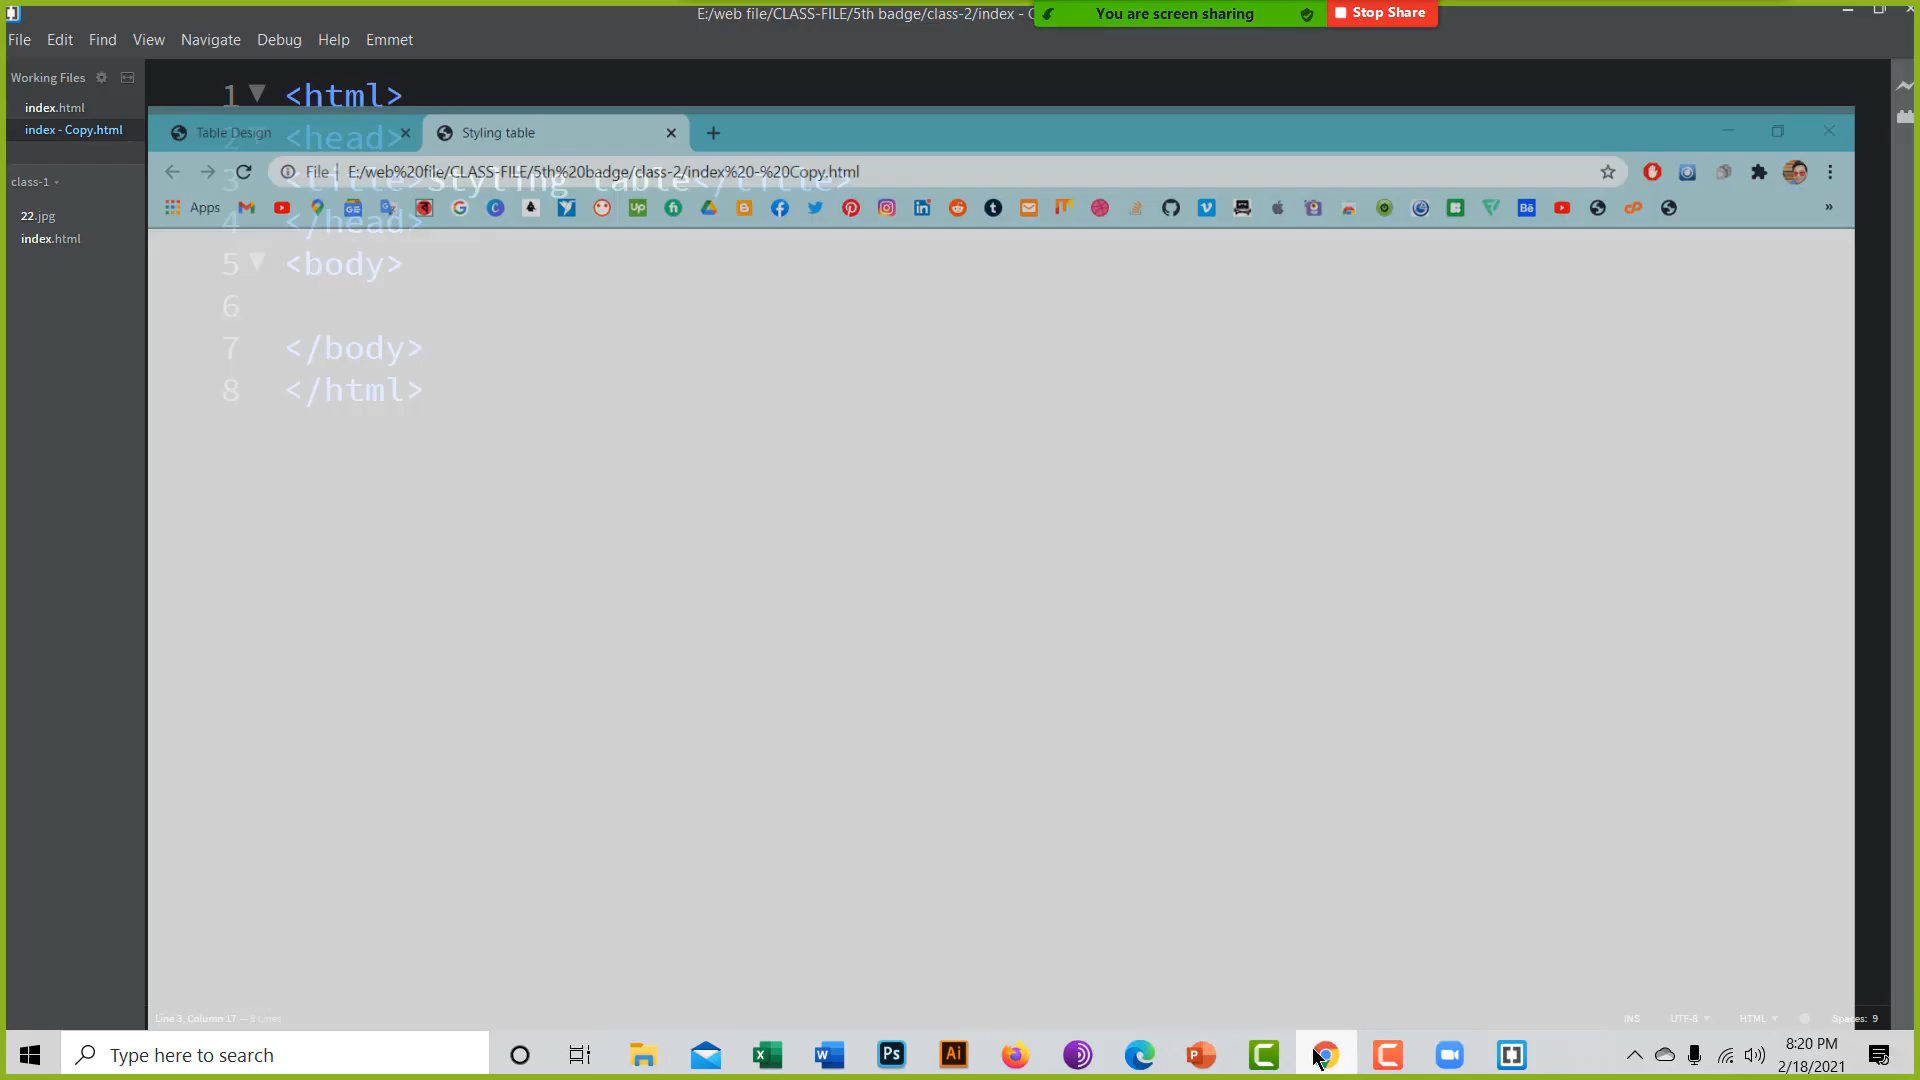 E:/web file/CLASS-FILE/5th badge/class-2/index - C
You are screen sharing
Stop Share
File Edit Find View Navigate Debug Help Emmet
Working Files
index.html
index - Copy.html
class-1
22.jpg
index.html
1 <html>
Table Design
Styling table
2 <head>
File | E:/web%20file/CLASS-FILE/5th%20badge/class-2/index%20-%20Copy.html
3 <title>Styling table</title>
Apps
4 </head>
5 <body>
6
7 </body>
8 </html>
Line 3, Column 17 — 8 Lines
INS UTF-8 HTML Spaces: 9
Type here to search
8:20 PM
2/18/2021